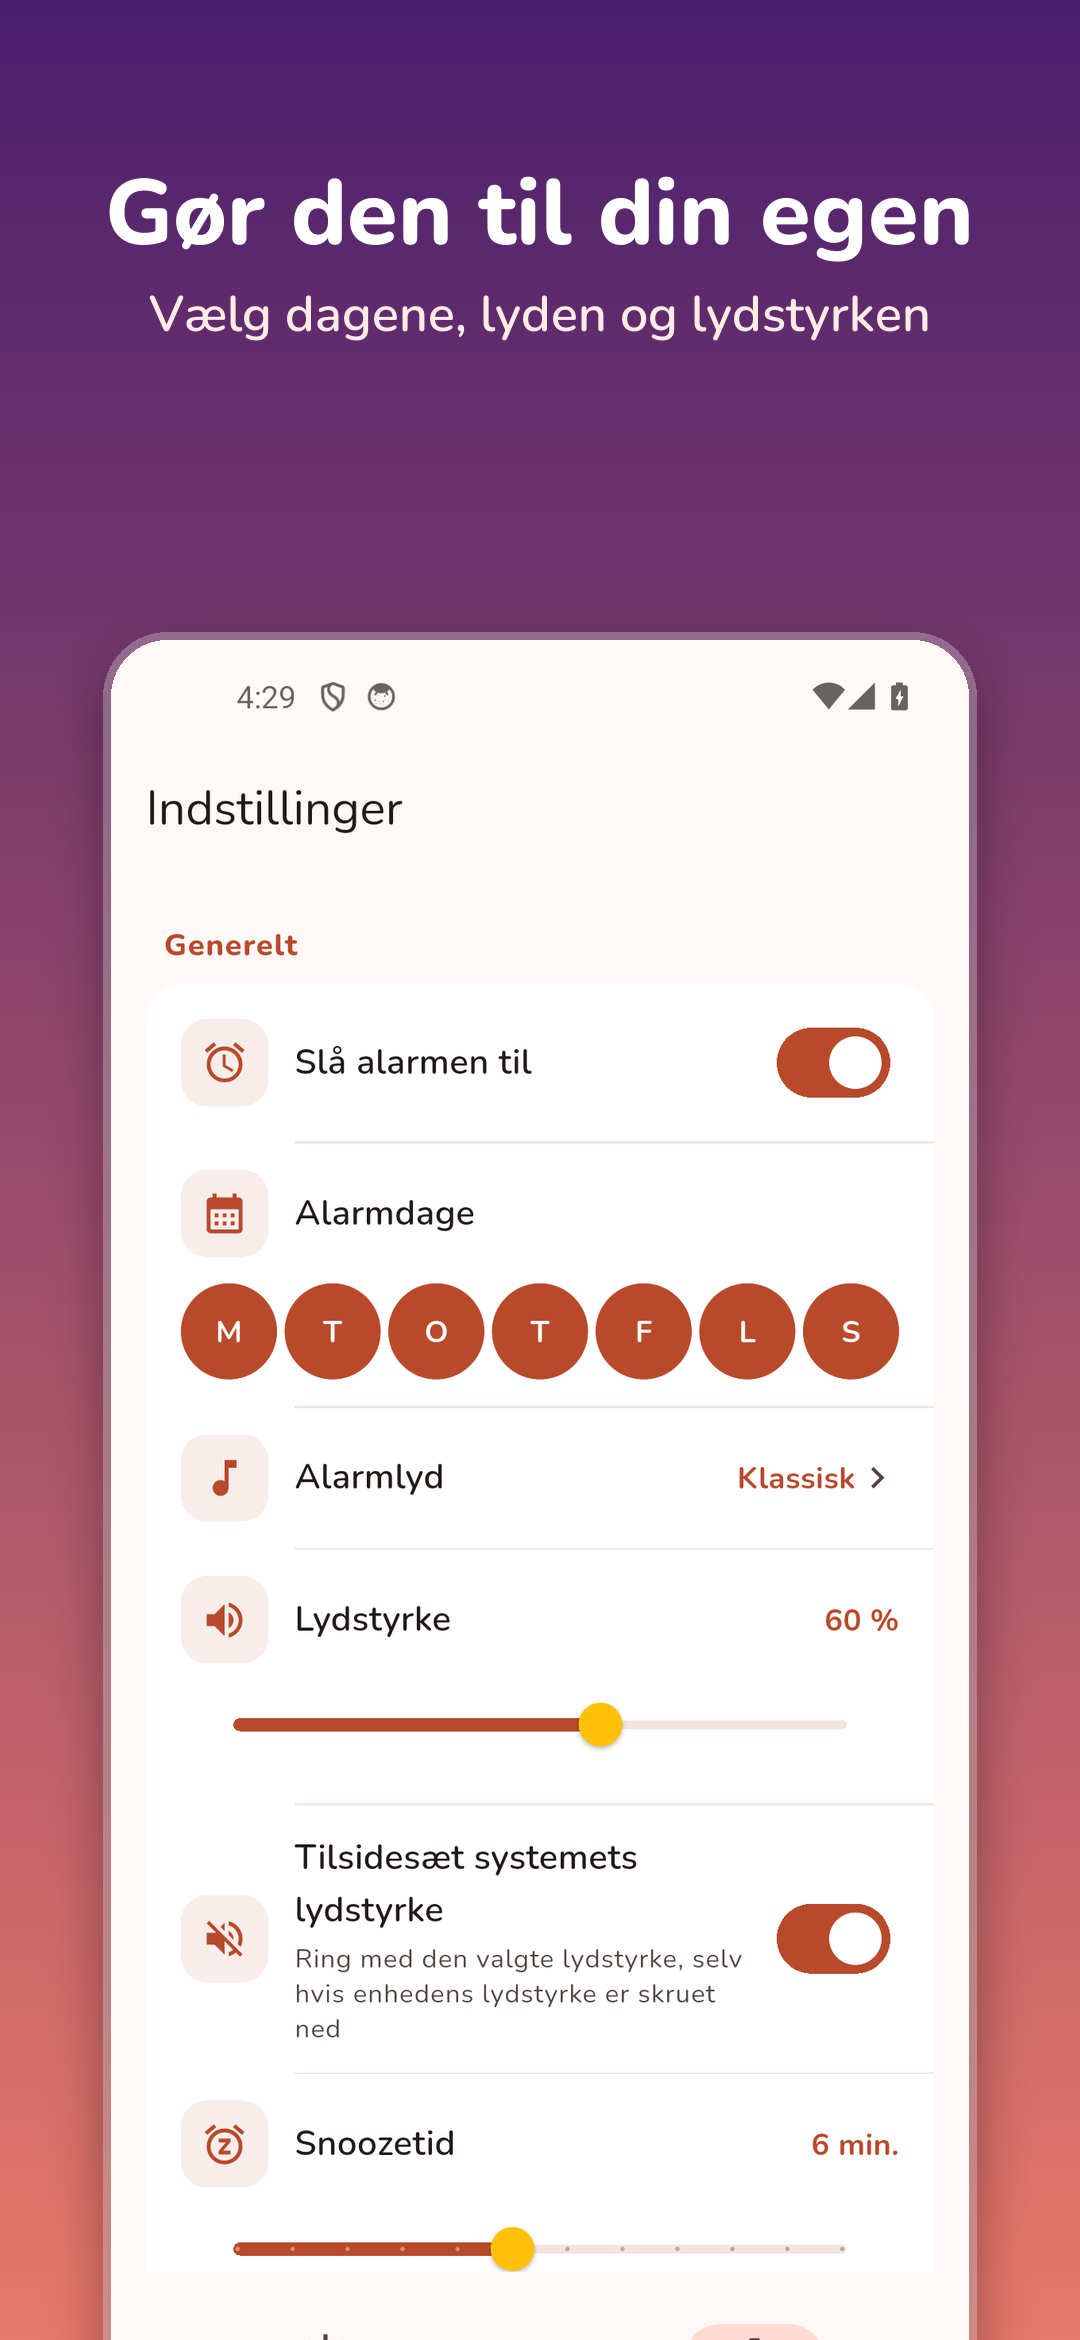 Gør den til din egen
Vælg dagene, lyden og lydstyrken
4:29
Indstillinger
Generelt
Slå alarmen til
Alarmdage
M T O T F L S
Alarmlyd
Klassisk
Lydstyrke
60 %
Tilsidesæt systemets
lydstyrke
Ring med den valgte lydstyrke, selv
hvis enhedens lydstyrke er skruet
ned
Snoozetid
6 min.